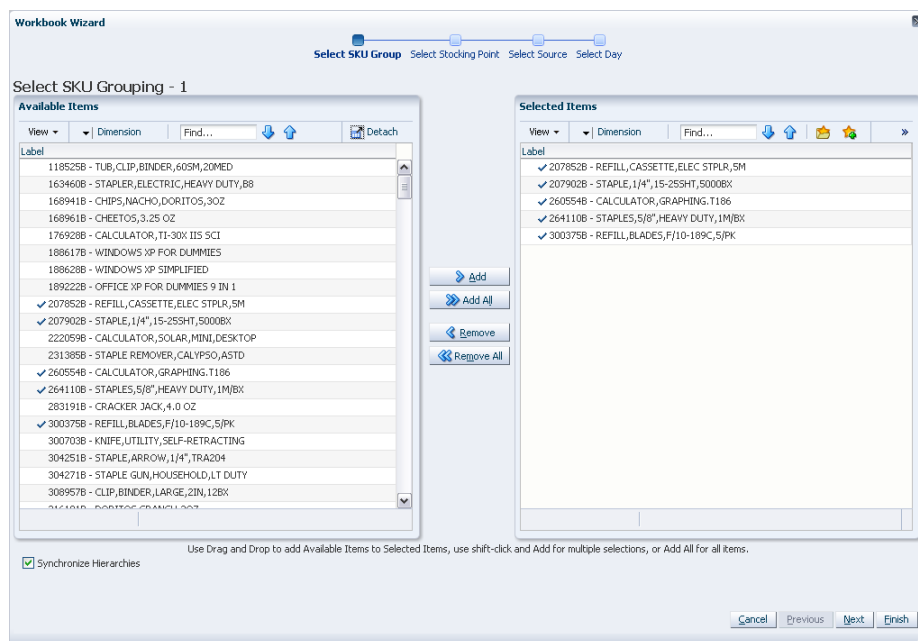 Workbook Wizard
Select SKU Group Select Stocking Point Select Source Select Day
Select SKU Grouping - 1
Available Items
View Dimension Find... Detach
Label
118525B - TUB,CLIP,BINDER,60SM,20MED
163460B - STAPLER,ELECTRIC,HEAVY DUTY,B8
168941B - CHIPS,NACHO,DORITOS,3OZ
168961B - CHEETOS,3.25 OZ
176928B - CALCULATOR,TI-30X IIS SCI
188617B - WINDOWS XP FOR DUMMIES
188628B - WINDOWS XP SIMPLIFIED
189222B - OFFICE XP FOR DUMMIES 9 IN 1
207852B - REFILL,CASSETTE,ELEC STPLR,5M
207902B - STAPLE,1/4",15-25SHT,5000BX
222059B - CALCULATOR,SOLAR,MINI,DESKTOP
231385B - STAPLE REMOVER,CALYPSO,ASTD
260554B - CALCULATOR,GRAPHING.T186
264110B - STAPLES,5/8",HEAVY DUTY,1M/BX
283191B - CRACKER JACK,4.0 OZ
300375B - REFILL,BLADES,F/10-189C,5/PK
300703B - KNIFE,UTILITY,SELF-RETRACTING
304251B - STAPLE,ARROW,1/4",TRA204
304271B - STAPLE GUN,HOUSEHOLD,LT DUTY
308957B - CLIP,BINDER,LARGE,2IN,12BX
Add
Add All
Remove
Remove All
Selected Items
View Dimension Find... »
Label
207852B - REFILL,CASSETTE,ELEC STPLR,5M
207902B - STAPLE,1/4",15-25SHT,5000BX
260554B - CALCULATOR,GRAPHING.T186
264110B - STAPLES,5/8",HEAVY DUTY,1M/BX
300375B - REFILL,BLADES,F/10-189C,5/PK
Use Drag and Drop to add Available Items to Selected Items, use shift-click and Add for multiple selections, or Add All for all items.
Synchronize Hierarchies
Cancel Previous Next Finish